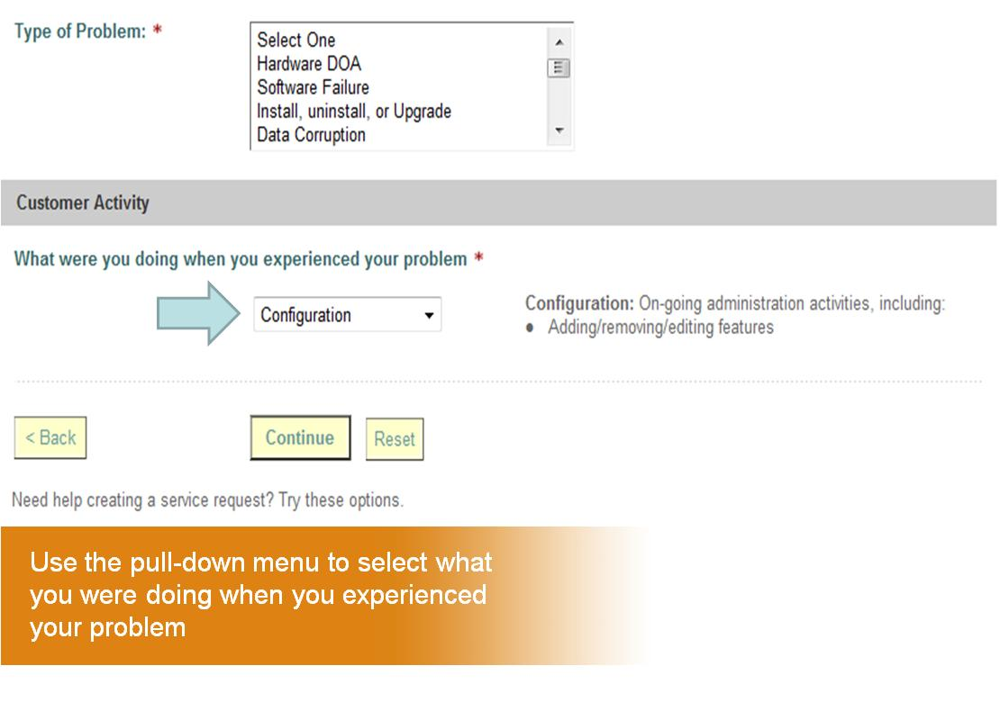 Type of Problem: *
Select One
Hardware DOA
Software Failure
Install, uninstall, or Upgrade
Data Corruption
Customer Activity
What were you doing when you experienced your problem *
Configuration
Configuration: On-going administration activities, including:
● Adding/removing/editing features
< Back
Continue
Reset
Need help creating a service request? Try these options.
Use the pull-down menu to select what
you were doing when you experienced
your problem